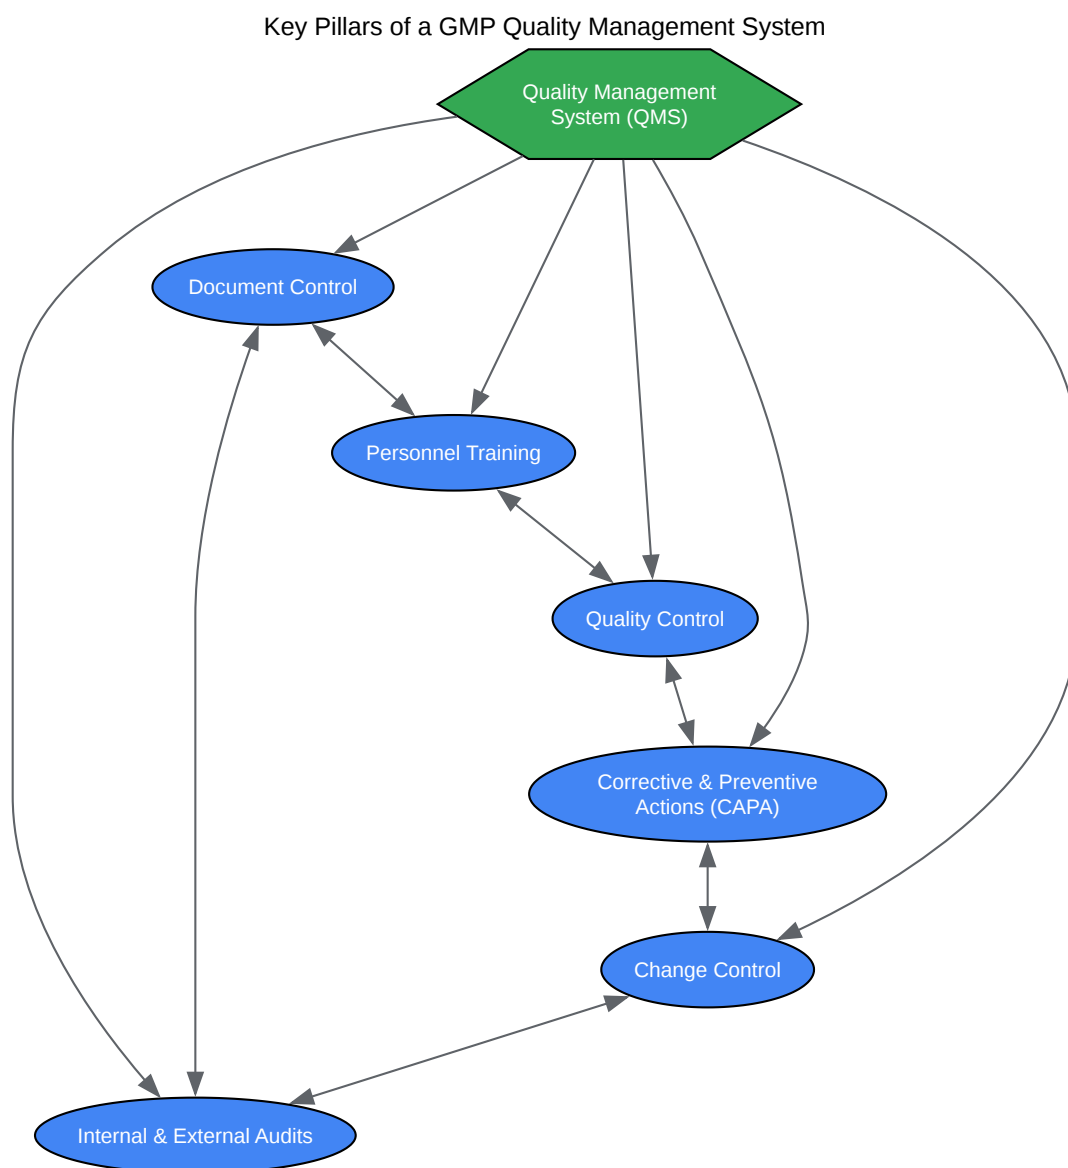 Key Pillars of a GMP Quality Management System
Quality Management
System (QMS)
Document Control
Personnel Training
Quality Control
Corrective & Preventive
Actions (CAPA)
Change Control
Internal & External Audits